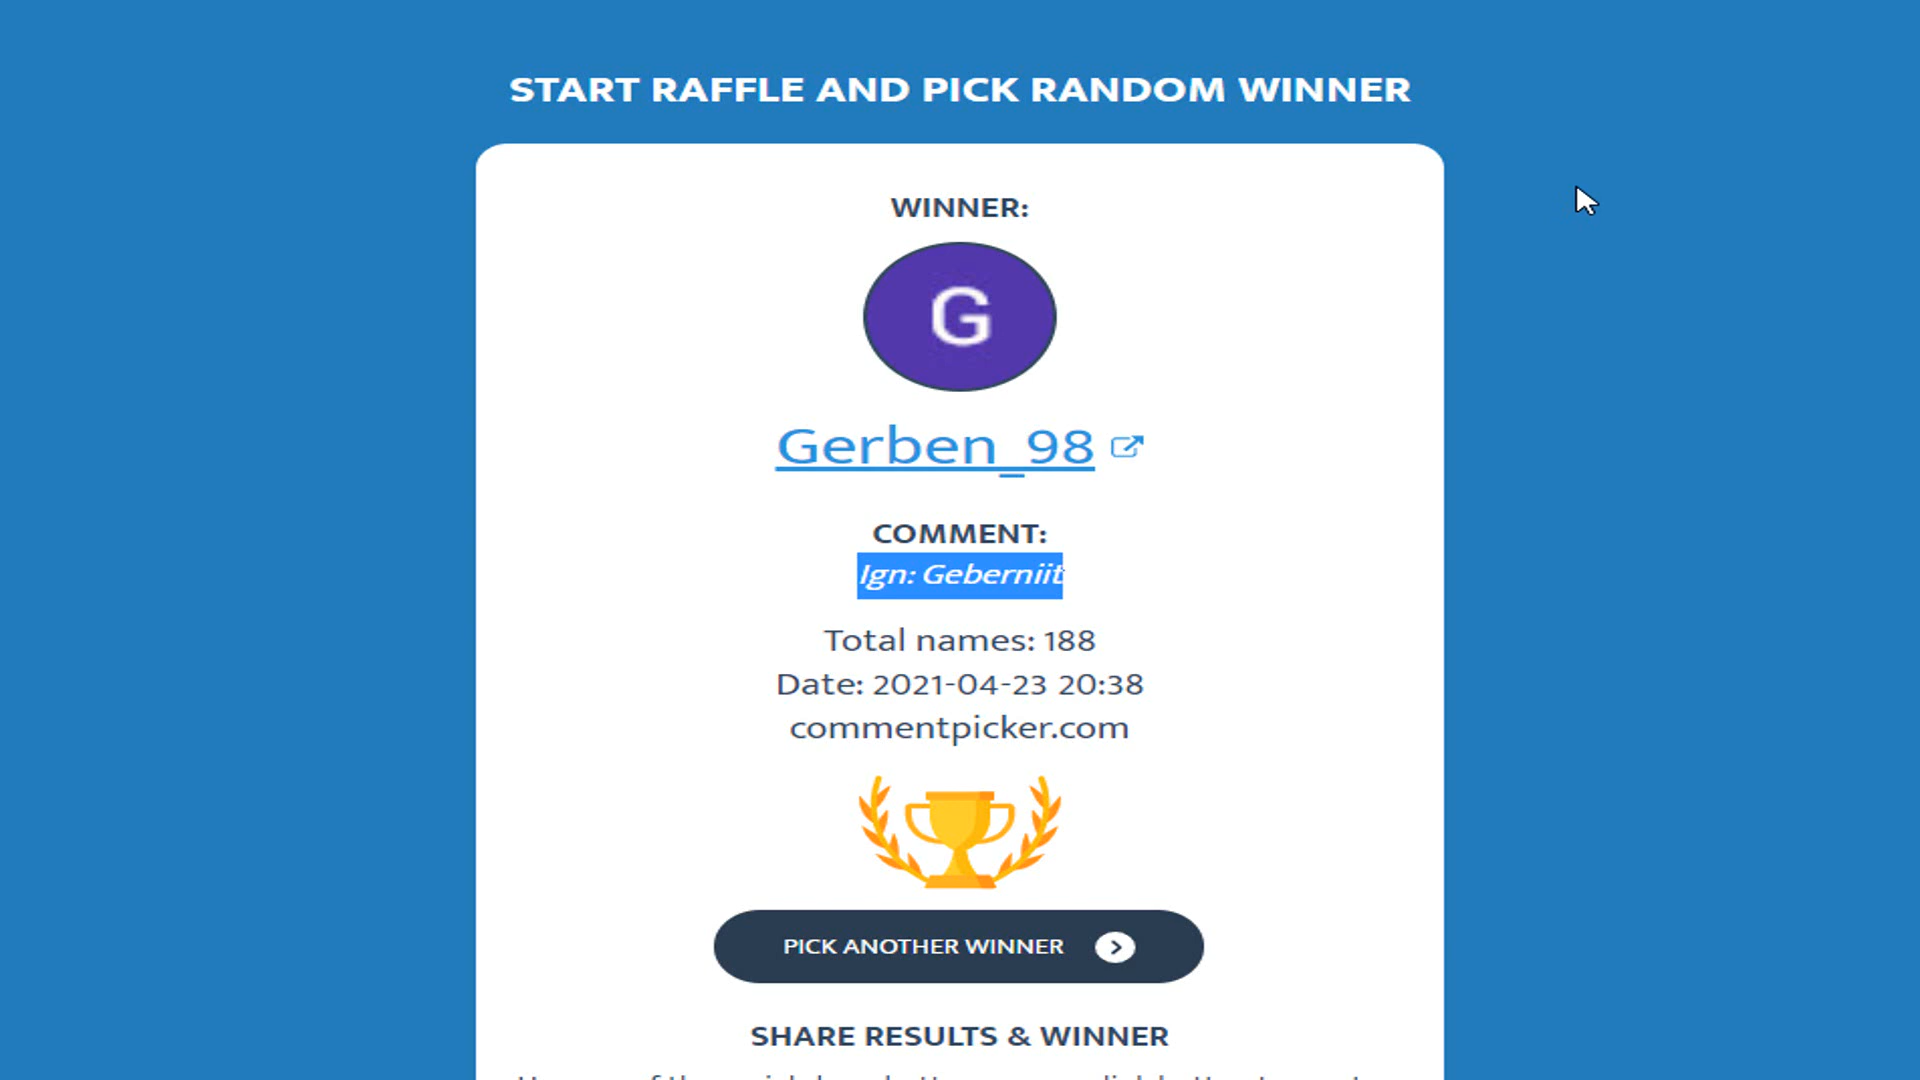 START RAFFLE AND PICK RANDOM WINNER
WINNER:
G
Gerben_98
COMMENT:
Ign: Geberniit
Total names: 188
Date: 2021-04-23 20:38
commentpicker.com
PICK ANOTHER WINNER
SHARE RESULTS & WINNER